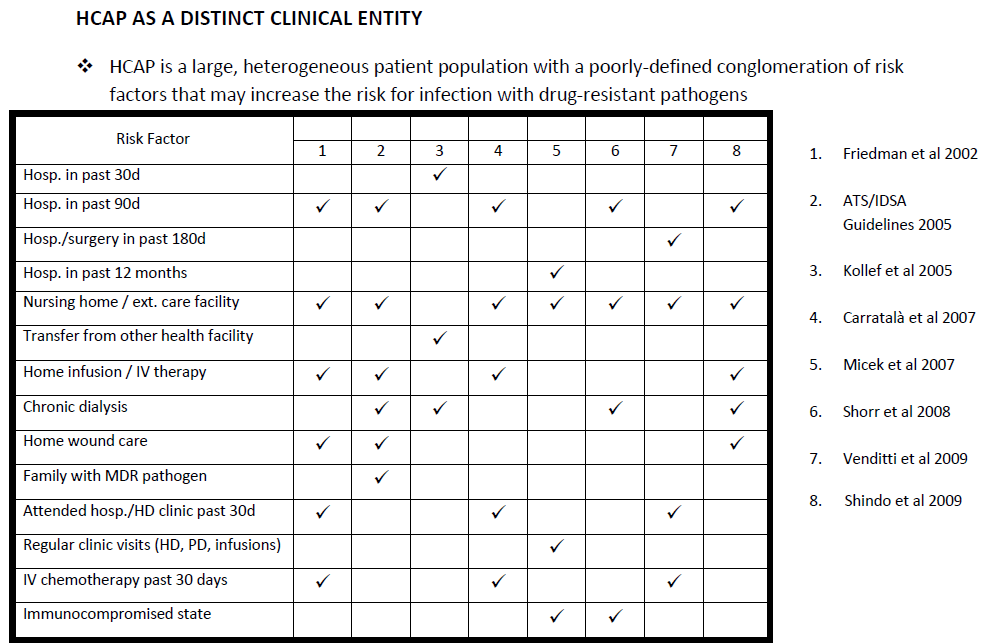 HCAP AS A DISTINCT CLINICAL ENTITY
❖ HCAP is a large, heterogeneous patient population with a poorly-defined conglomeration of risk
factors that may increase the risk for infection with drug-resistant pathogens
Risk Factor 1 2 3 4 5 6 7 8
Hosp. in past 30d ✓
Hosp. in past 90d ✓ ✓ ✓ ✓ ✓
Hosp./surgery in past 180d ✓
Hosp. in past 12 months ✓
Nursing home / ext. care facility ✓ ✓ ✓ ✓ ✓ ✓ ✓
Transfer from other health facility ✓
Home infusion / IV therapy ✓ ✓ ✓ ✓
Chronic dialysis ✓ ✓ ✓ ✓
Home wound care ✓ ✓ ✓
Family with MDR pathogen ✓
Attended hosp./HD clinic past 30d ✓ ✓ ✓
Regular clinic visits (HD, PD, infusions) ✓
IV chemotherapy past 30 days ✓ ✓ ✓
Immunocompromised state ✓ ✓
1. Friedman et al 2002
2. ATS/IDSA
Guidelines 2005
3. Kollef et al 2005
4. Carratalà et al 2007
5. Micek et al 2007
6. Shorr et al 2008
7. Venditti et al 2009
8. Shindo et al 2009